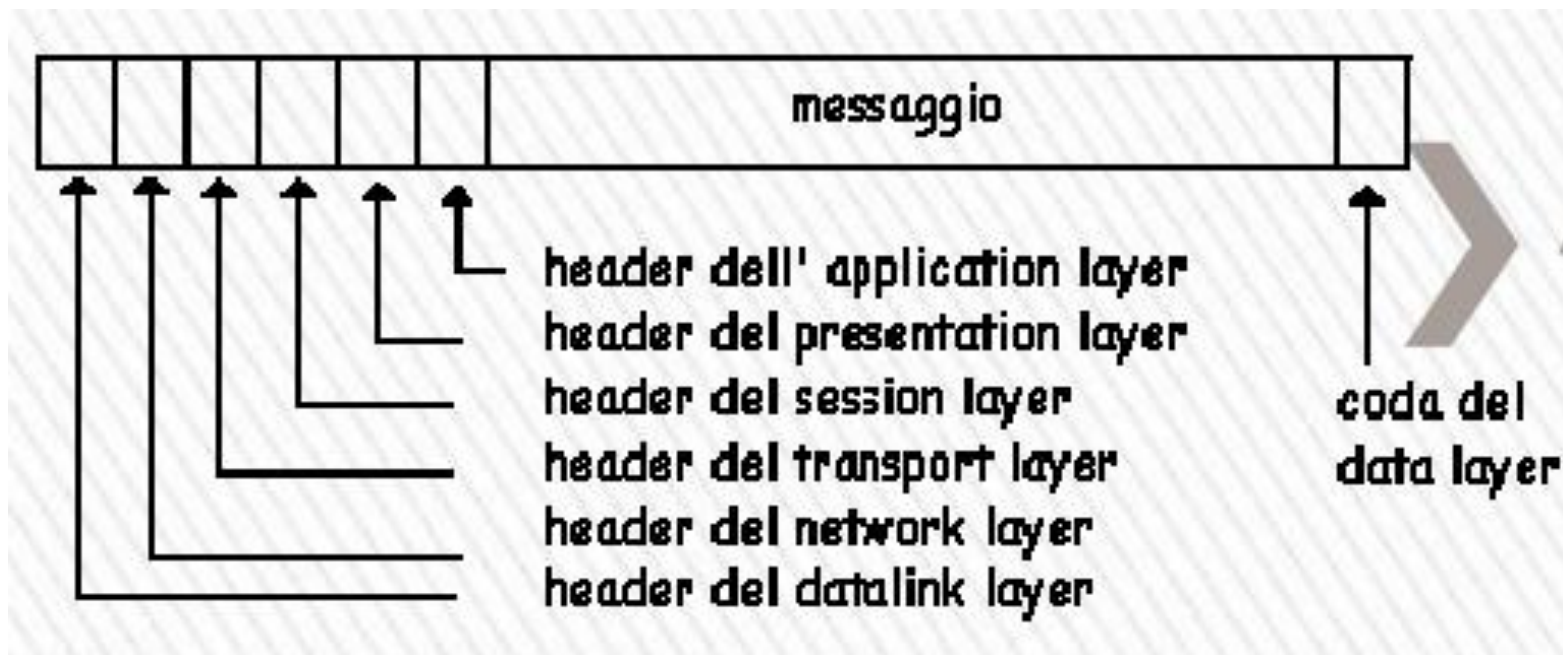 messaggio
header dell' application layer
header del presentation layer
header del session layer
header del transport layer
header del network layer
header del datalink layer
coda del
data layer